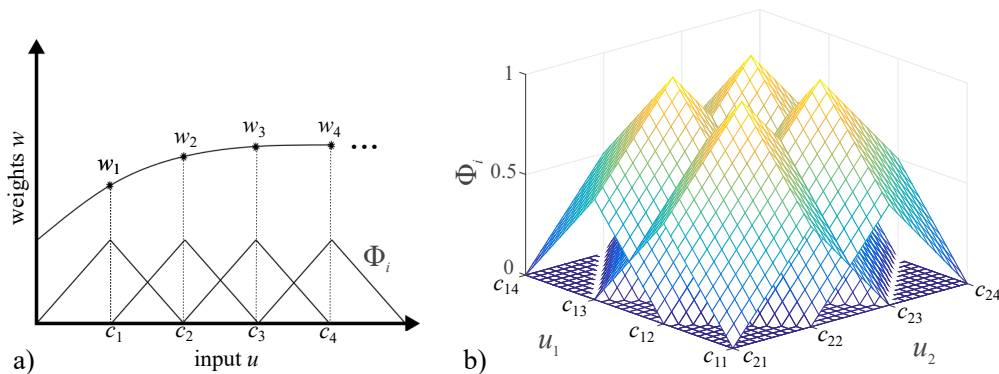 weights w
w₁
w₂
w₃
w₄
...
Φᵢ
c₁
c₂
c₃
c₄
input u
a)
1
0.5
0
Φᵢ
c₁₄
c₁₃
c₁₂
c₁₁
c₂₁
c₂₂
c₂₃
c₂₄
u₁
u₂
b)